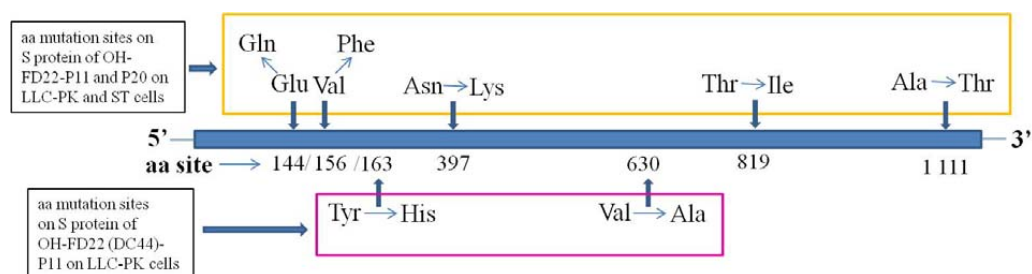 aa mutation sites on
S protein of OH-
FD22-P11 and P20 on
LLC-PK and ST cells
Gln Phe
Glu Val Asn → Lys Thr → Ile Ala → Thr
5’ 3’
aa site → 144/ 156 /163 397 630 819 1 111
Tyr → His Val → Ala
aa mutation sites
on S protein of
OH-FD22 (DC44)-
P11 on LLC-PK cells